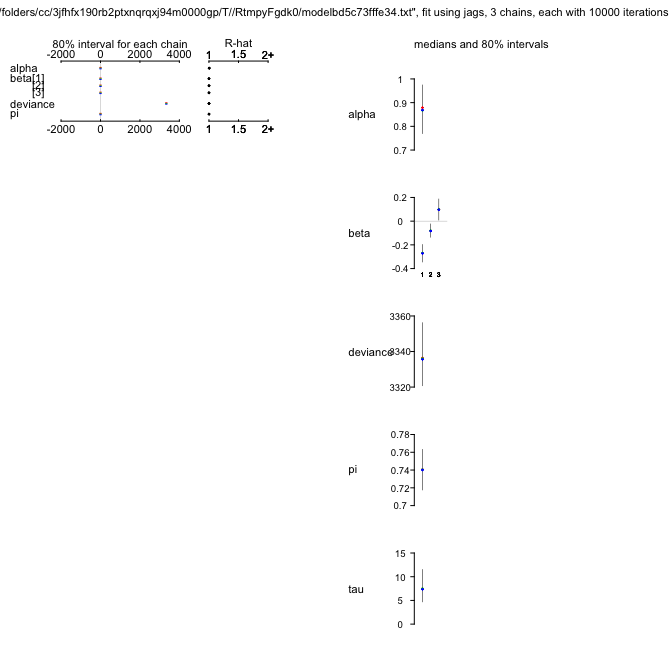 /folders/cc/3jfhfx190rb2ptxnqrqxj94m0000gp/T//RtmpyFgdk0/modelbd5c73fffe34.txt", fit using jags, 3 chains, each with 10000 iterations
80% interval for each chain R-hat
-2000 0 2000 4000 1 1.5 2+
alpha
beta[1]
[2]
[3]
deviance
pi
-2000 0 2000 4000 1 1.5 2+
medians and 80% intervals
alpha
1
0.9
0.8
0.7
beta
0.2
0
-0.2
-0.4
1 2 3
deviance
3360
3340
3320
pi
0.78
0.76
0.74
0.72
0.7
tau
15
10
5
0